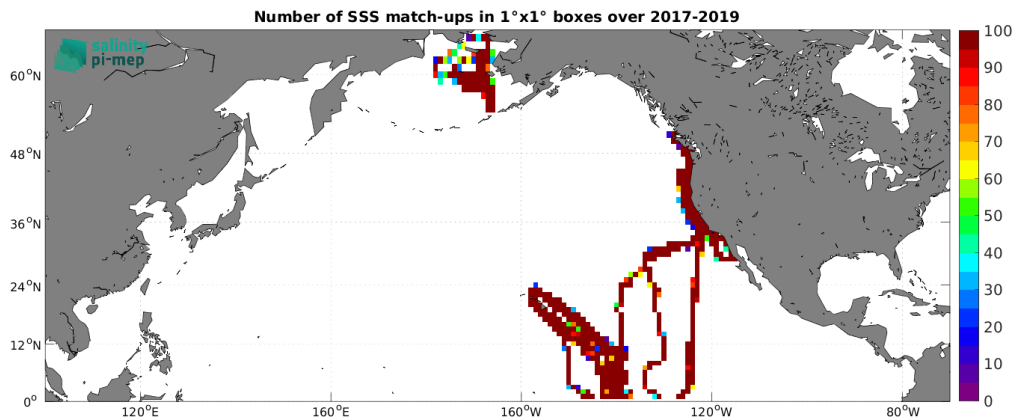 Number of SSS match-ups in 1°x1° boxes over 2017-2019
salinity
pi-mep
60°N
48°N
36°N
24°N
12°N
0°
120°E
160°E
160°W
120°W
80°W
100
90
80
70
60
50
40
30
20
10
0